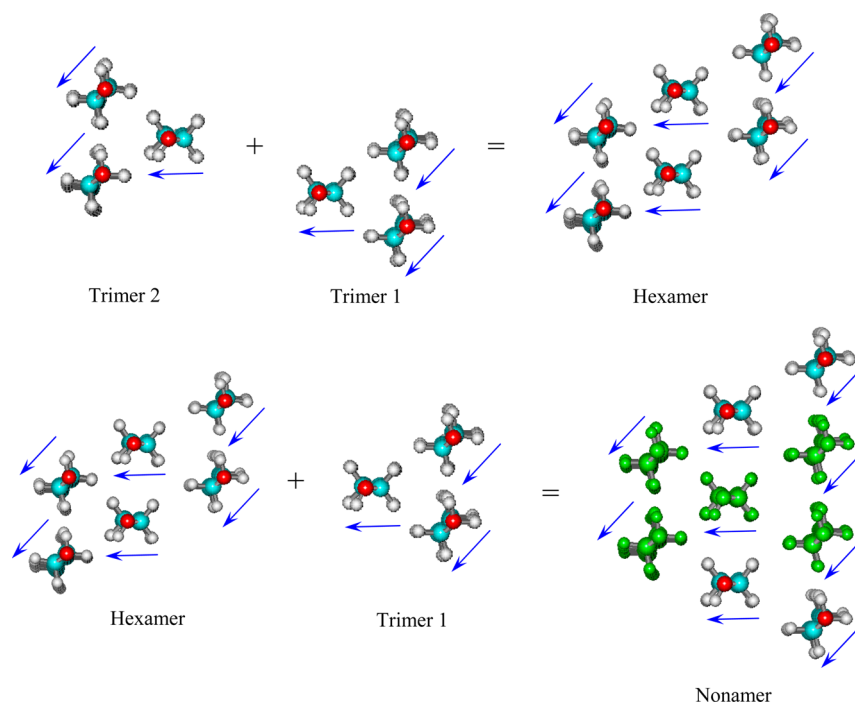 + =
Trimer 2 Trimer 1 Hexamer
+ =
Hexamer Trimer 1
Nonamer